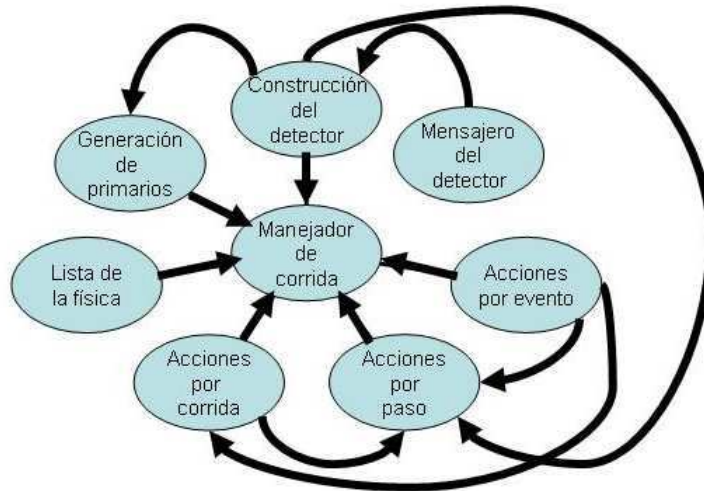 Construcción
del
detector
Generación
de
primarios
Mensajero
del
detector
Manejador
de
corrida
Lista de
la física
Acciones
por evento
Acciones
por
corrida
Acciones
por
paso